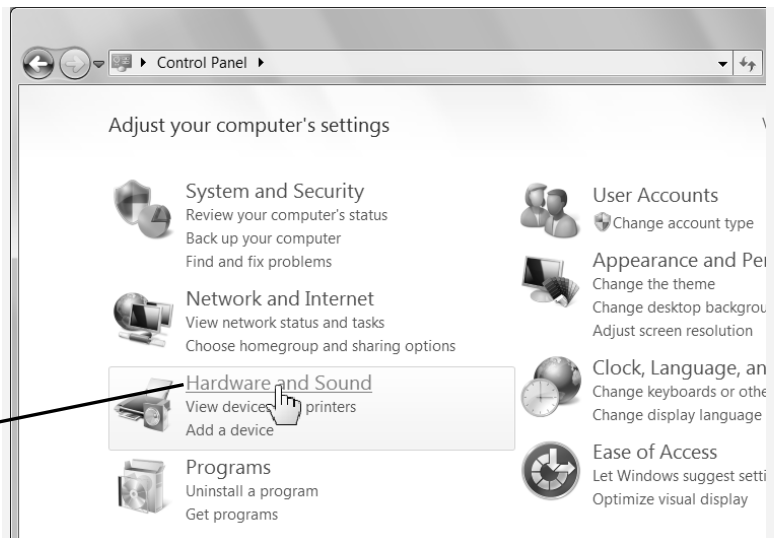 Control Panel
Adjust your computer's settings
System and Security
Review your computer's status
Back up your computer
Find and fix problems
Network and Internet
View network status and tasks
Choose homegroup and sharing options
Hardware and Sound
View devices printers
Add a device
Programs
Uninstall a program
Get programs
User Accounts
Change account type
Appearance and Per
Change the theme
Change desktop backgrou
Adjust screen resolution
Clock, Language, an
Change keyboards or othe
Change display language
Ease of Access
Let Windows suggest setti
Optimize visual display